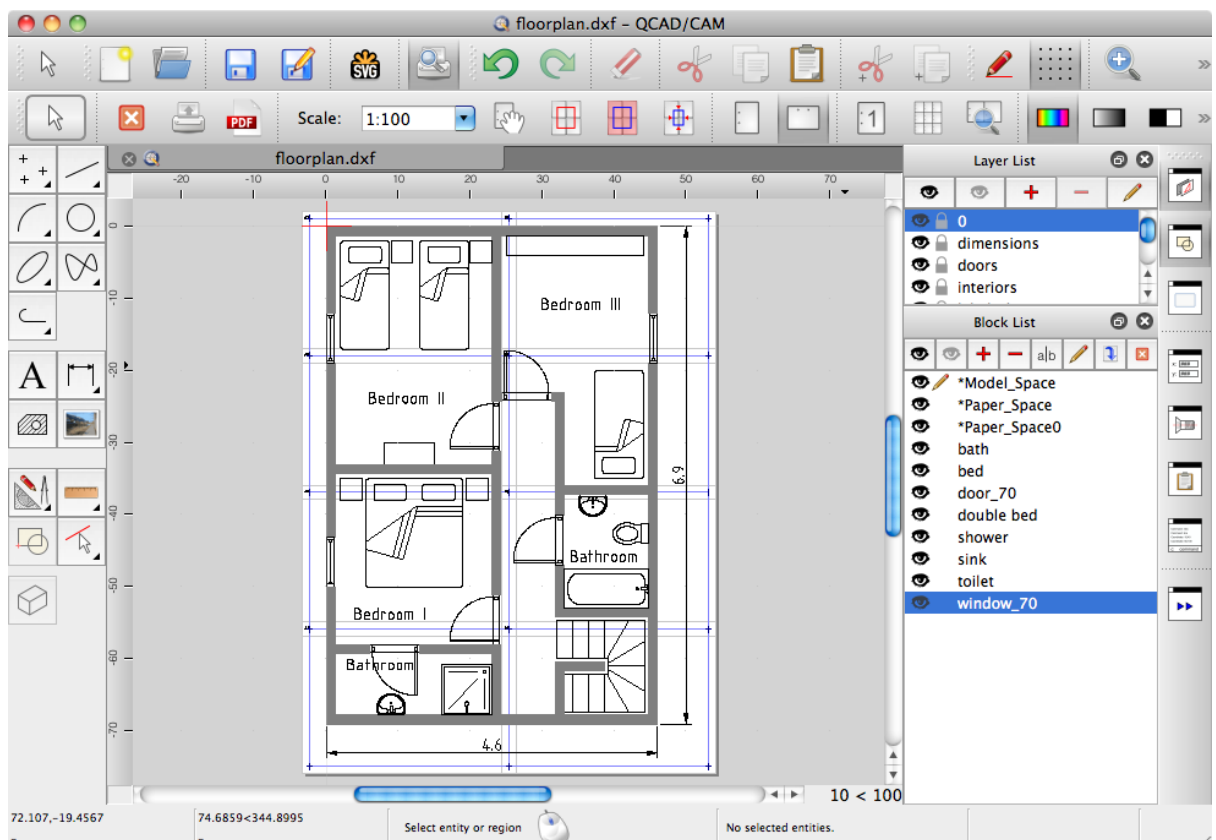 floorplan.dxf - QCAD/CAM
SVG
PDF
Scale:
1:100
1
floorplan.dxf
-20 -10 0 10 20 30 40 50 60 70
0
-10
-20
-30
-40
-50
-60
-70
A
Bedroom III
Bedroom II
6.9
Bathroom
Bedroom I
Bathroom
4.6
10 < 100
Layer List
0
dimensions
doors
interiors
Block List
a|b
*Model_Space
*Paper_Space
*Paper_Space0
bath
bed
door_70
double bed
shower
sink
toilet
window_70
72.107,-19.4567
74.6859<344.8995
Select entity or region
No selected entities.